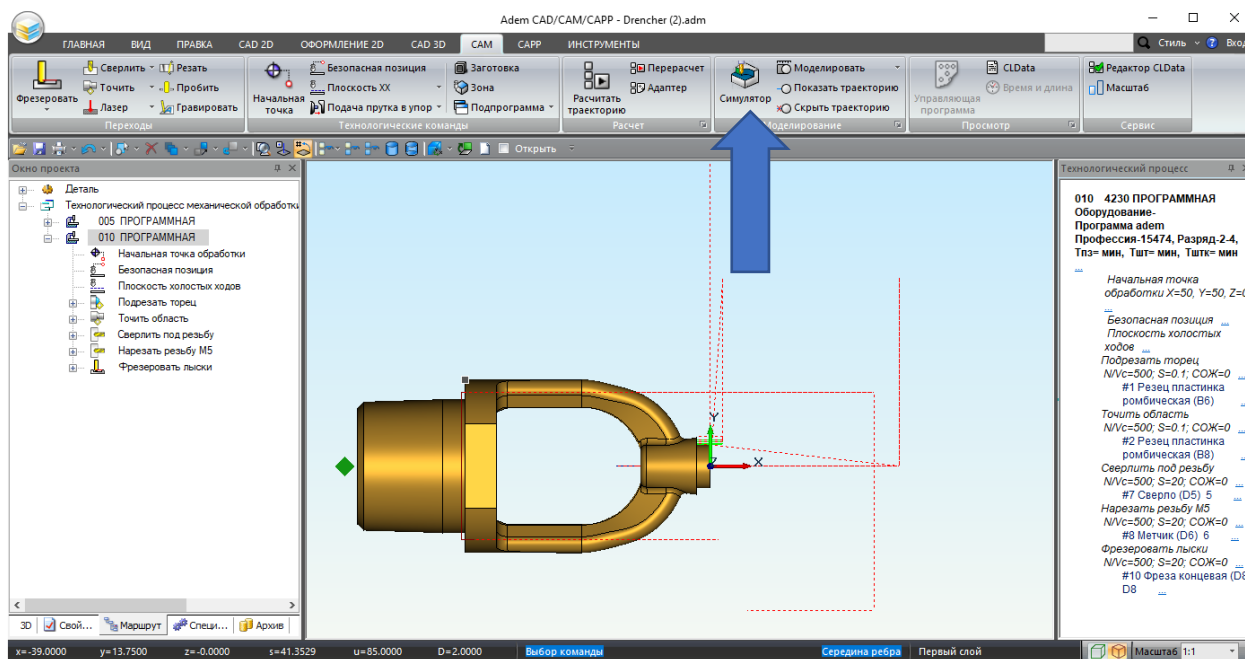 Adem CAD/CAM/CAPP - Drencher (2).adm
ГЛАВНАЯ ВИД ПРАВКА CAD 2D ОФОРМЛЕНИЕ 2D CAD 3D CAM CAPP ИНСТРУМЕНТЫ Стиль Вход
Фрезеровать
Сверлить Резать
Точить Пробить
Лазер Гравировать
Переходы
Начальная точка
Безопасная позиция Заготовка
Плоскость ХХ Зона
Подача прутка в упор Подпрограмма
Технологические команды
Расчитать траекторию
Перерасчет
Адаптер
Расчет
Симулятор
Моделировать
Показать траекторию
Скрыть траекторию
Моделирование
Управляющая программа
CLData
Время и длина
Просмотр
Редактор CLData
Масштаб
Сервис
Открыть
Окно проекта
Деталь
Технологический процесс механической обработки
005 ПРОГРАММНАЯ
010 ПРОГРАММНАЯ
Начальная точка обработки
Безопасная позиция
Плоскость холостых ходов
Подрезать торец
Точить область
Сверлить под резьбу
Нарезать резьбу М5
Фрезеровать лыски
3D Свой... Маршрут Специ... Архив
Y
Z X
Технологический процесс
010 4230 ПРОГРАММНАЯ
Оборудование-
Программа adem
Профессия-15474, Разряд-2-4,
Тпз= мин, Тшт= мин, Тштк= мин
...
Начальная точка
обработки X=50, Y=50, Z=0
...
Безопасная позиция ...
Плоскость холостых
ходов ...
Подрезать торец
N/Vc=500; S=0.1; СОЖ=0 ...
#1 Резец пластинка
ромбическая (B6) ...
Точить область
N/Vc=500; S=0.1; СОЖ=0 ...
#2 Резец пластинка
ромбическая (B8) ...
Сверлить под резьбу
N/Vc=500; S=20; СОЖ=0 ...
#7 Сверло (D5) 5 ...
Нарезать резьбу М5
N/Vc=500; S=20; СОЖ=0 ...
#8 Метчик (D6) 6 ...
Фрезеровать лыски
N/Vc=500; S=20; СОЖ=0 ...
#10 Фреза концевая (D8
D8 ...
x=-39.0000 y=13.7500 z=-0.0000 s=41.3529 u=85.0000 D=2.0000 Выбор команды Середина ребра Первый слой Масштаб 1:1